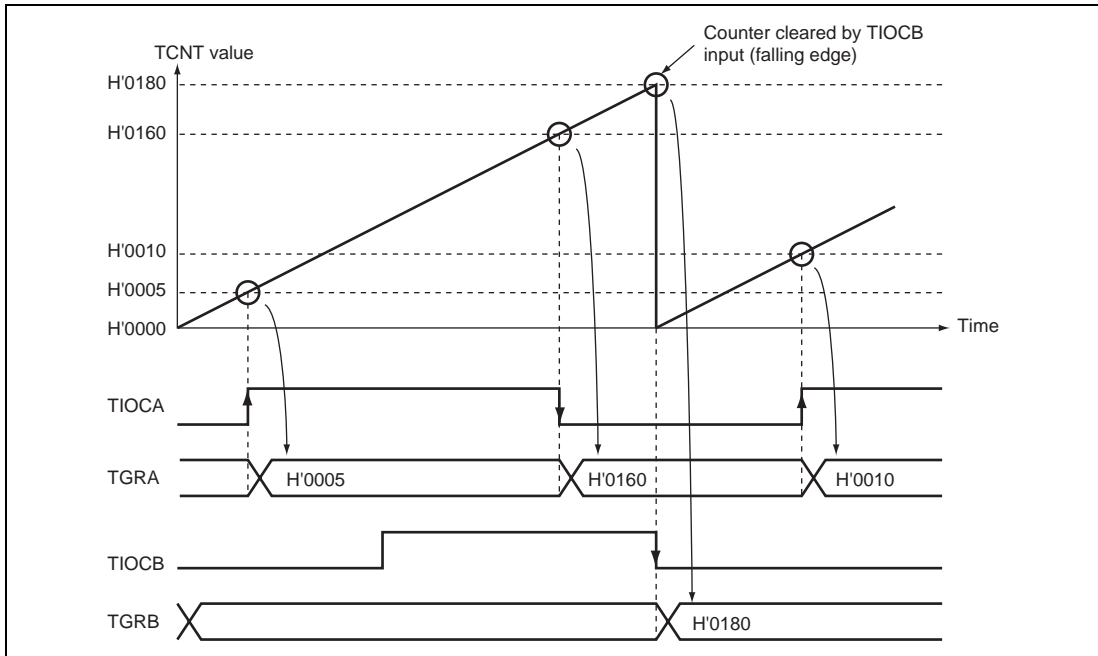 Counter cleared by TIOCB
input (falling edge)
TCNT value
H'0180
H'0160
H'0010
H'0005
H'0000
Time
TIOCA
TGRA
H'0005
H'0160
H'0010
TIOCB
TGRB
H'0180